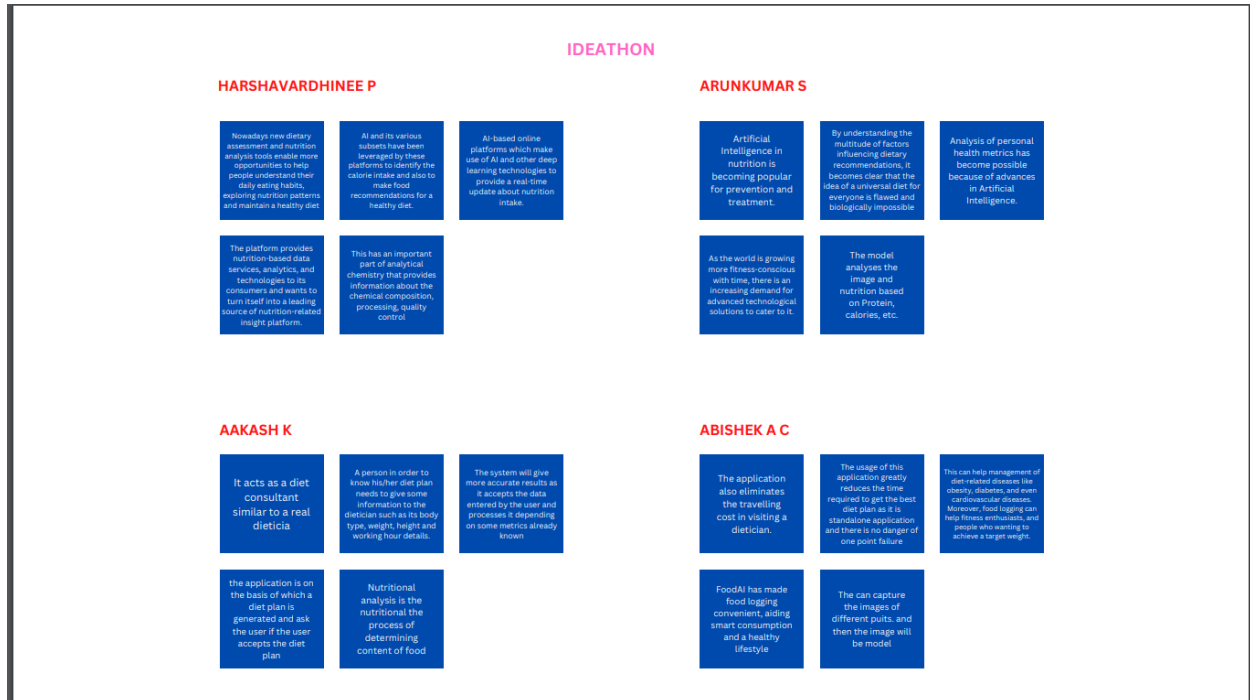 IDEATHON
HARSHAVARDHINEE P
Nowadays new dietary
assessment and nutrition
analysis tools enable more
opportunities to help
people understand their
daily eating habits,
exploring nutrition patterns
and maintain a healthy diet
AI and its various
subsets have been
leveraged by these
platforms to identify the
calorie intake and also to
make food
recommendations for a
healthy diet.
AI-based online
platforms which make
use of AI and other deep
learning technologies to
provide a real-time
update about nutrition
intake.
The platform provides
nutrition-based data
services, analytics, and
technologies to its
consumers and wants to
turn itself into a leading
source of nutrition-related
insight platform.
This has an important
part of analytical
chemistry that provides
information about the
chemical composition,
processing, quality
control
ARUNKUMAR S
Artificial
Intelligence in
nutrition is
becoming popular
for prevention and
treatment.
By understanding the
multitude of factors
influencing dietary
recommendations, it
becomes clear that the
idea of a universal diet for
everyone is flawed and
biologically impossible
Analysis of personal
health metrics has
become possible
because of advances
in Artificial
Intelligence.
As the world is growing
more fitness-conscious
with time, there is an
increasing demand for
advanced technological
solutions to cater to it.
The model
analyses the
image and
nutrition based
on Protein,
calories, etc.
AAKASH K
It acts as a diet
consultant
similar to a real
dieticia
A person in order to
know his/her diet plan
needs to give some
information to the
dietician such as its body
type, weight, height and
working hour details.
The system will give
more accurate results as
it accepts the data
entered by the user and
processes it depending
on some metrics already
known
the application is on
the basis of which a
diet plan is
generated and ask
the user if the user
accepts the diet
plan
Nutritional
analysis is the
nutritional the
process of
determining
content of food
ABISHEK A C
The application
also eliminates
the travelling
cost in visiting a
dietician.
The usage of this
application greatly
reduces the time
required to get the best
diet plan as it is
standalone application
and there is no danger of
one point failure
This can help management of
diet-related diseases like
obesity, diabetes, and even
cardiovascular diseases.
Moreover, food logging can
help fitness enthusiasts, and
people who wanting to
achieve a target weight.
FoodAI has made
food logging
convenient, aiding
smart consumption
and a healthy
lifestyle
The can capture
the images of
different puits. and
then the image will
be model